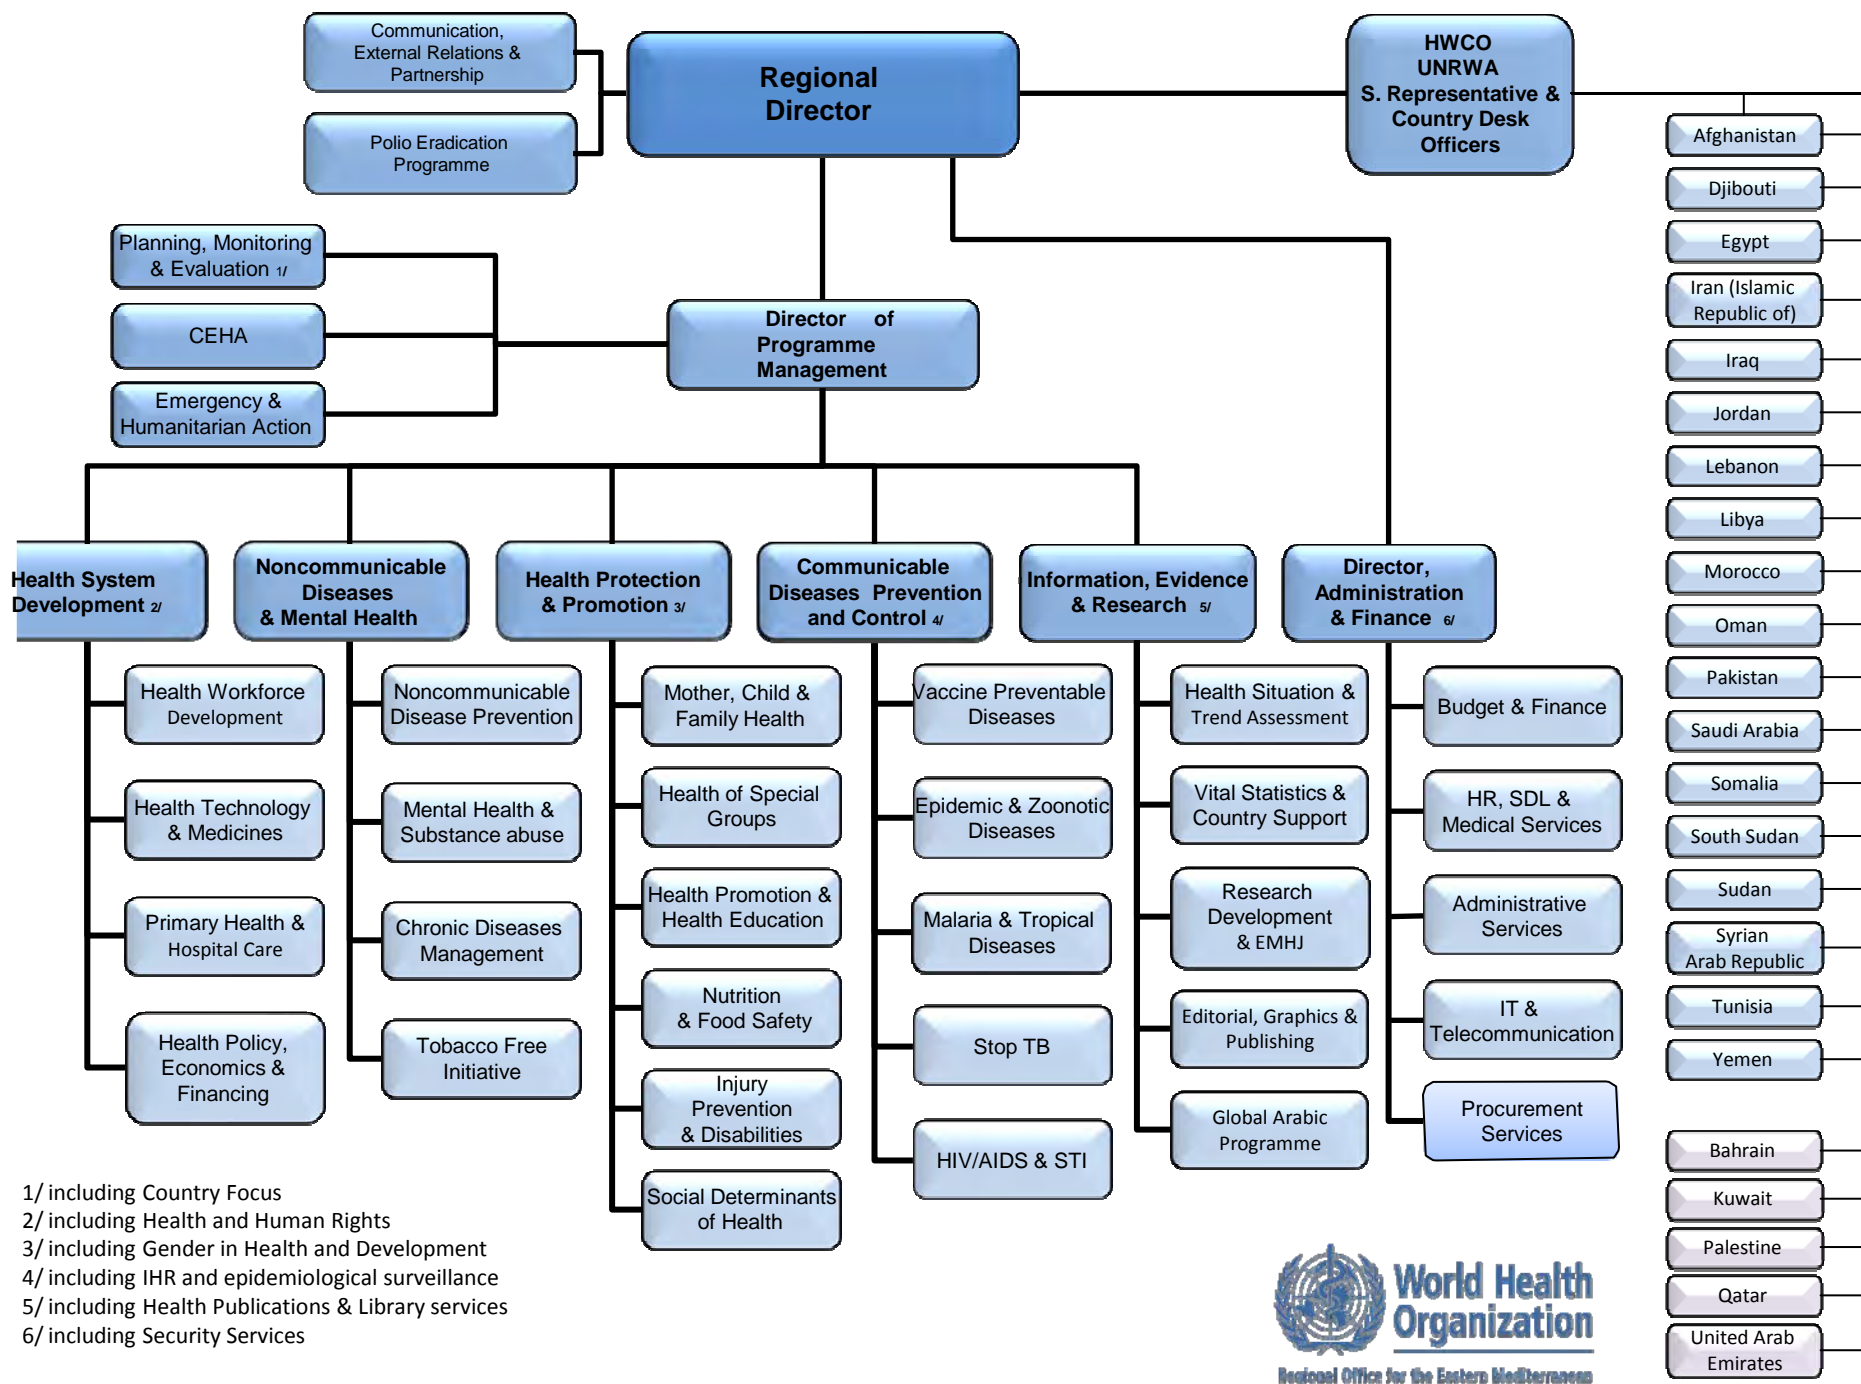 Communication,
External Relations &
Partnership
Polio Eradication
Programme
Regional
Director
HWCO
UNRWA
S. Representative &
Country Desk
Officers
Planning, Monitoring
& Evaluation 1/
CEHA
Emergency &
Humanitarian Action
Director of
Programme
Management
Health System
Development 2/
Health Workforce
Development
Health Technology
& Medicines
Primary Health &
Hospital Care
Health Policy,
Economics &
Financing
Noncommunicable
Diseases
& Mental Health
Noncommunicable
Disease Prevention
Mental Health &
Substance abuse
Chronic Diseases
Management
Tobacco Free
Initiative
Health Protection
& Promotion 3/
Mother, Child &
Family Health
Health of Special
Groups
Health Promotion &
Health Education
Nutrition
& Food Safety
Injury
Prevention
& Disabilities
Social Determinants
of Health
Communicable
Diseases Prevention
and Control 4/
Vaccine Preventable
Diseases
Epidemic & Zoonotic
Diseases
Malaria & Tropical
Diseases
Stop TB
HIV/AIDS & STI
Information, Evidence
& Research 5/
Health Situation &
Trend Assessment
Vital Statistics &
Country Support
Research
Development
& EMHJ
Editorial, Graphics &
Publishing
Global Arabic
Programme
Director,
Administration
& Finance 6/
Budget & Finance
HR, SDL &
Medical Services
Administrative
Services
IT &
Telecommunication
Procurement
Services
Afghanistan
Djibouti
Egypt
Iran (Islamic
Republic of)
Iraq
Jordan
Lebanon
Libya
Morocco
Oman
Pakistan
Saudi Arabia
Somalia
South Sudan
Sudan
Syrian
Arab Republic
Tunisia
Yemen
Bahrain
Kuwait
Palestine
Qatar
United Arab
Emirates
1/ including Country Focus
2/ including Health and Human Rights
3/ including Gender in Health and Development
4/ including IHR and epidemiological surveillance
5/ including Health Publications & Library services
6/ including Security Services
World Health
Organization
Regional Office for the Eastern Mediterranean